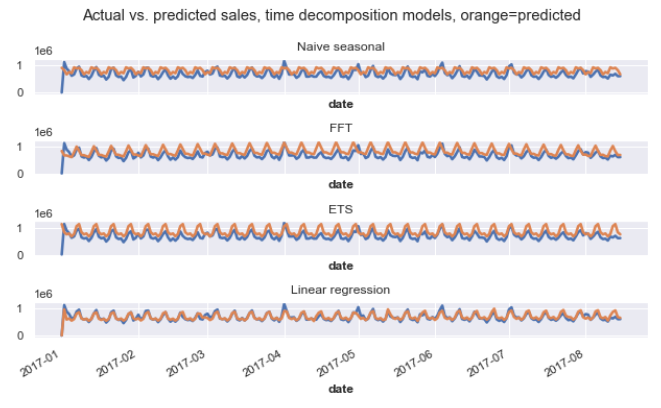 Actual vs. predicted sales, time decomposition models, orange=predicted
Naive seasonal
1e6
1
0
date
FFT
1e6
1
0
date
ETS
1e6
1
0
date
Linear regression
1e6
1
0
2017-01 2017-02 2017-03 2017-04 2017-05 2017-06 2017-07 2017-08
date